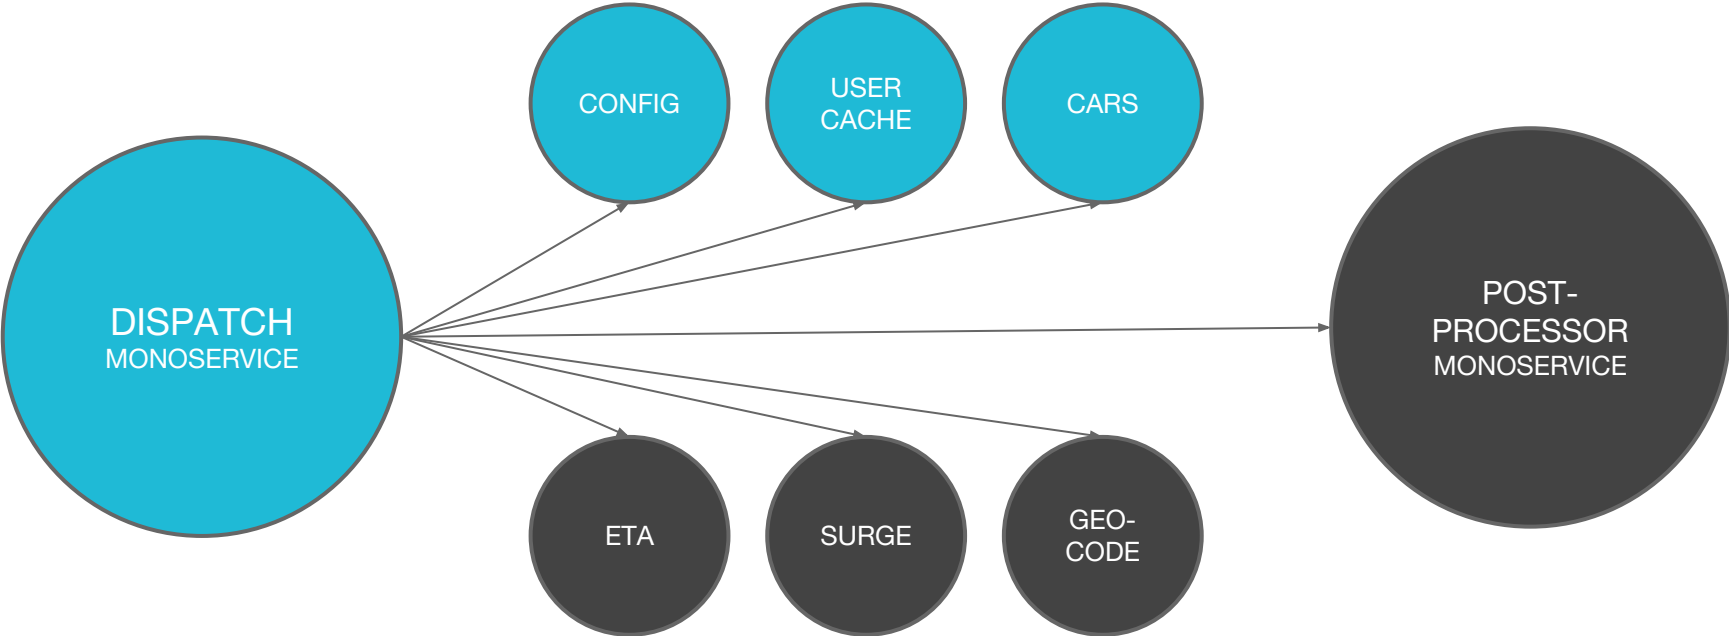 CONFIG
USER
CACHE
CARS
DISPATCH
MONOSERVICE
POST-
PROCESSOR
MONOSERVICE
ETA
SURGE
GEO-
CODE